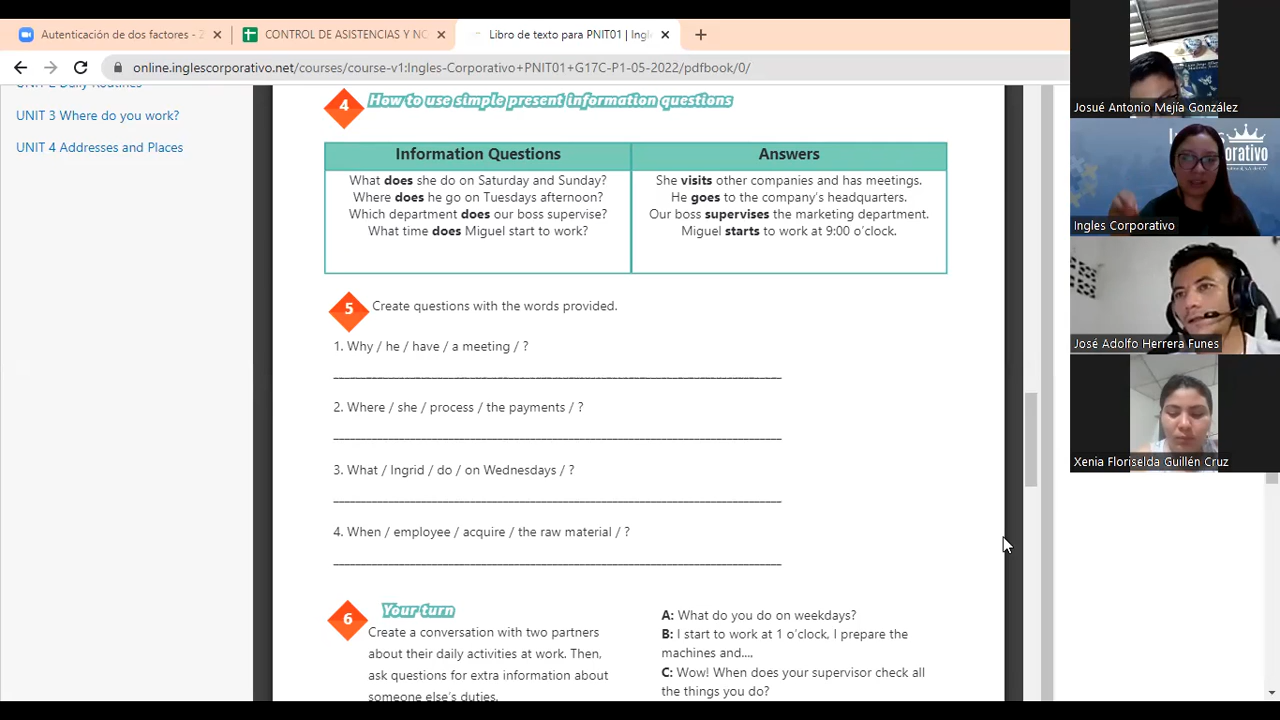 Autenticación de dos factores - 2
CONTROL DE ASISTENCIAS Y NO
Libro de texto para PNIT01 | Ingl
online.inglescorporativo.net/courses/course-v1:Ingles-Corporativo+PNIT01+G17C-P1-05-2022/pdfbook/0/
UNIT 2 Daily Routines
UNIT 3 Where do you work?
UNIT 4 Addresses and Places
4 How to use simple present information questions
Information Questions
Answers
What does she do on Saturday and Sunday?
Where does he go on Tuesdays afternoon?
Which department does our boss supervise?
What time does Miguel start to work?
She visits other companies and has meetings.
He goes to the company's headquarters.
Our boss supervises the marketing department.
Miguel starts to work at 9:00 o'clock.
5 Create questions with the words provided.
1. Why / he / have / a meeting / ?
2. Where / she / process / the payments / ?
3. What / Ingrid / do / on Wednesdays / ?
4. When / employee / acquire / the raw material / ?
6 Your turn
Create a conversation with two partners
about their daily activities at work. Then,
ask questions for extra information about
someone else's duties.
A: What do you do on weekdays?
B: I start to work at 1 o'clock, I prepare the
machines and....
C: Wow! When does your supervisor check all
the things you do?
Josué Antonio Mejía González
Ingles Corporativo
José Adolfo Herrera Funes
Xenia Floriselda Guillén Cruz